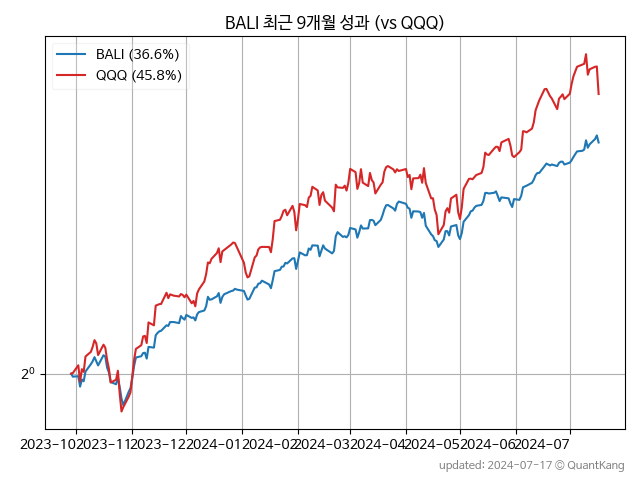 BALI 최근 9개월 성과 (vs QQQ)
BALI (36.6%)
QQQ (45.8%)
2⁰
2023-10 2023-11 2023-12 2024-01 2024-02 2024-03 2024-04 2024-05 2024-06 2024-07
updated: 2024-07-17 © QuantKang